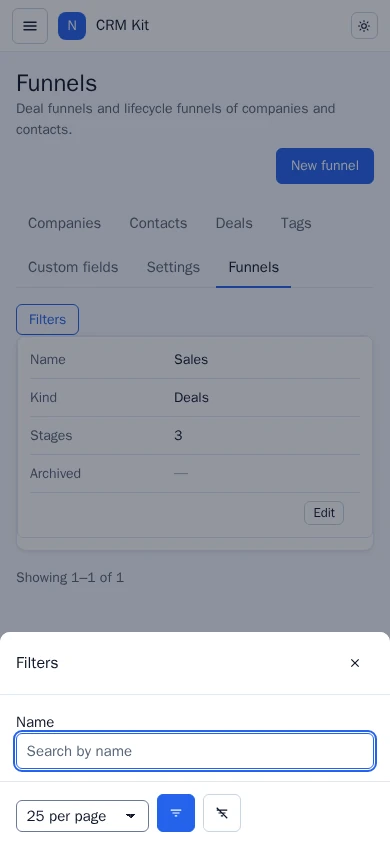 N CRM Kit
Funnels
Deal funnels and lifecycle funnels of companies and
contacts.
New funnel
Companies Contacts Deals Tags
Custom fields Settings Funnels
Filters
Name Sales
Kind Deals
Stages 3
Archived —
Edit
Showing 1–1 of 1
Filters
Name
Search by name
25 per page